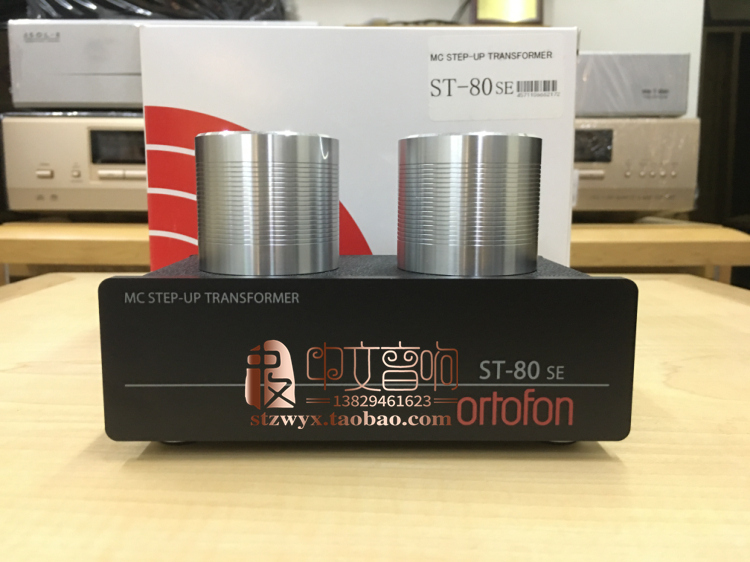 MC STEP-UP TRANSFORMER
ST-80 SE
MC STEP-UP TRANSFORMER
中文音响
ST-80 SE
13829461623
stzwyx.taobao.com
ortofon